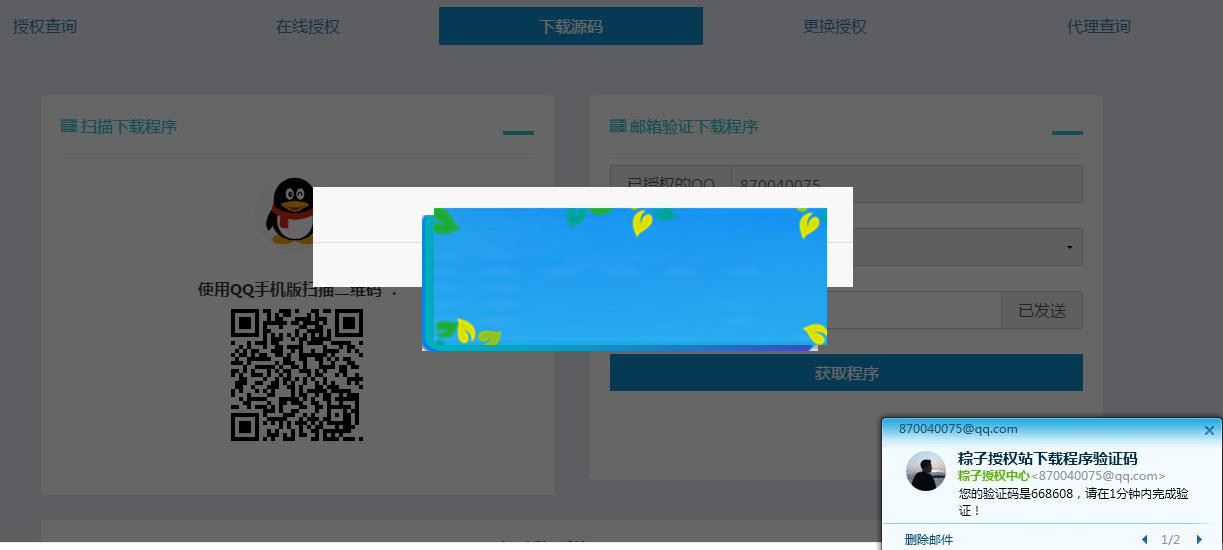 授权查询 在线授权 下载源码 更换授权 代理查询
扫描下载程序
邮箱验证下载程序
已授权的QQ 870040075
使用QQ手机版扫描二维码 ：
已发送
获取程序
870040075@qq.com
粽子授权站下载程序验证码
粽子授权中心<870040075@qq.com>
您的验证码是668608，请在1分钟内完成验
证！
删除邮件 1/2